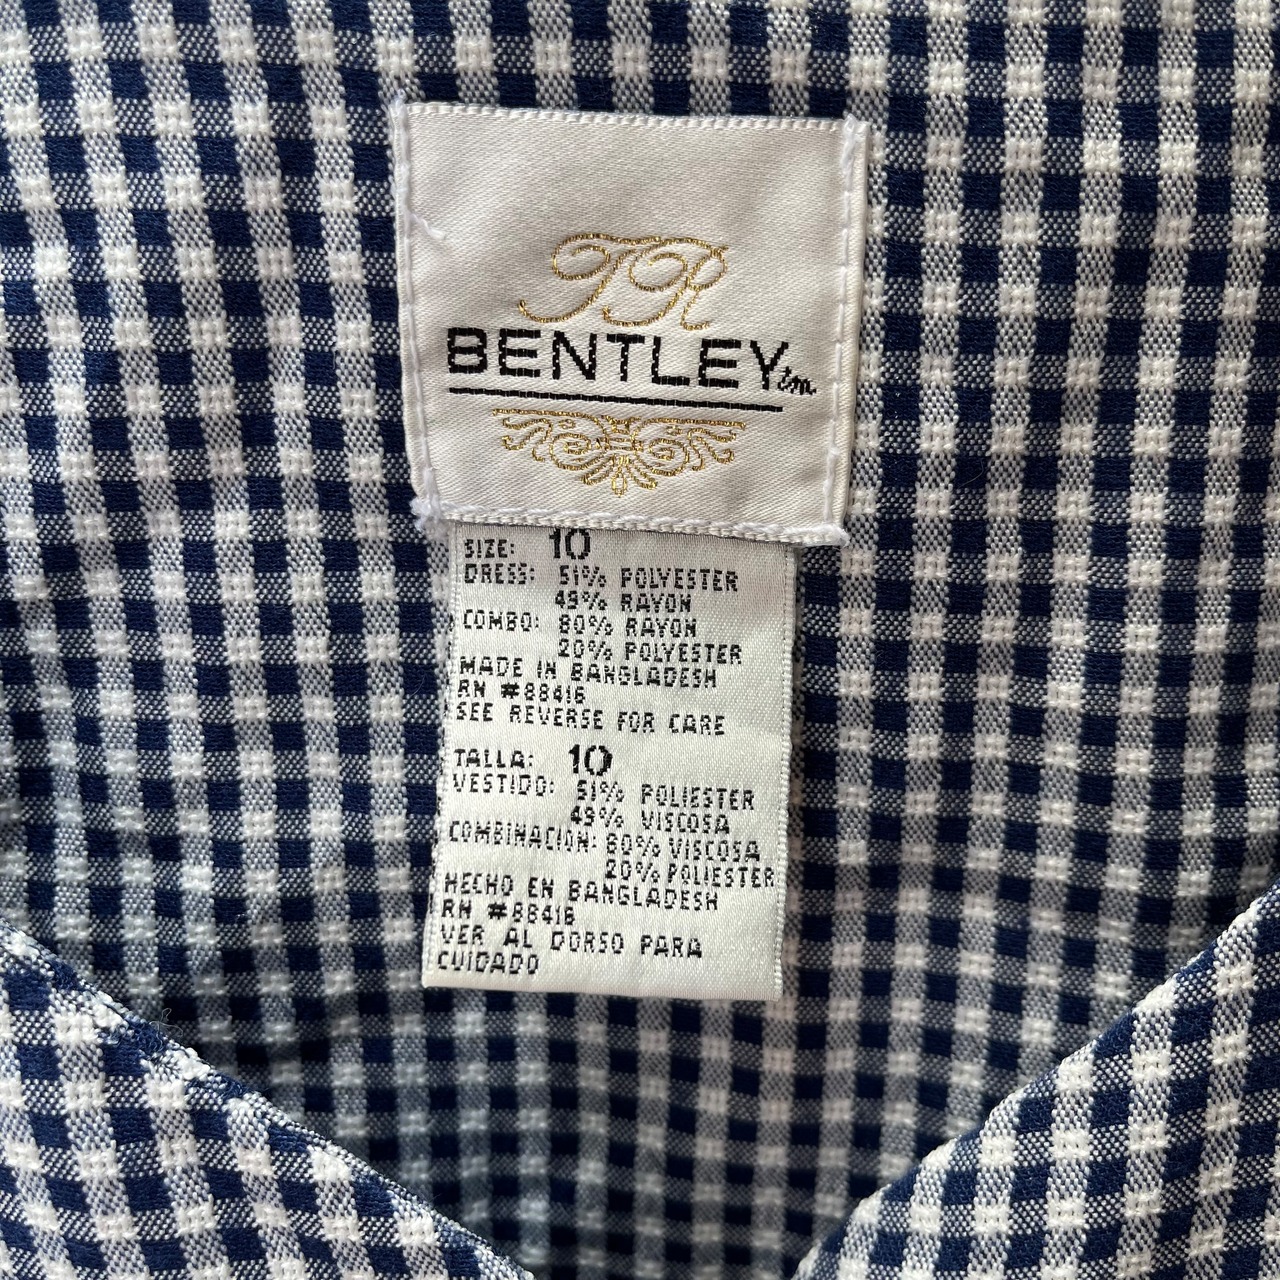 JR
BENTLEY tm
SIZE: 10
DRESS: 51% POLYESTER
49% RAYON
COMBO: 80% RAYON
20% POLYESTER
MADE IN BANGLADESH
RN #88416
SEE REVERSE FOR CARE
TALLA: 10
VESTIDO: 51% POLIESTER
49% VISCOSA
COMBINACION: 80% VISCOSA
20% POLIESTER
HECHO EN BANGLADESH
RN #88416
VER AL DORSO PARA
CUIDADO